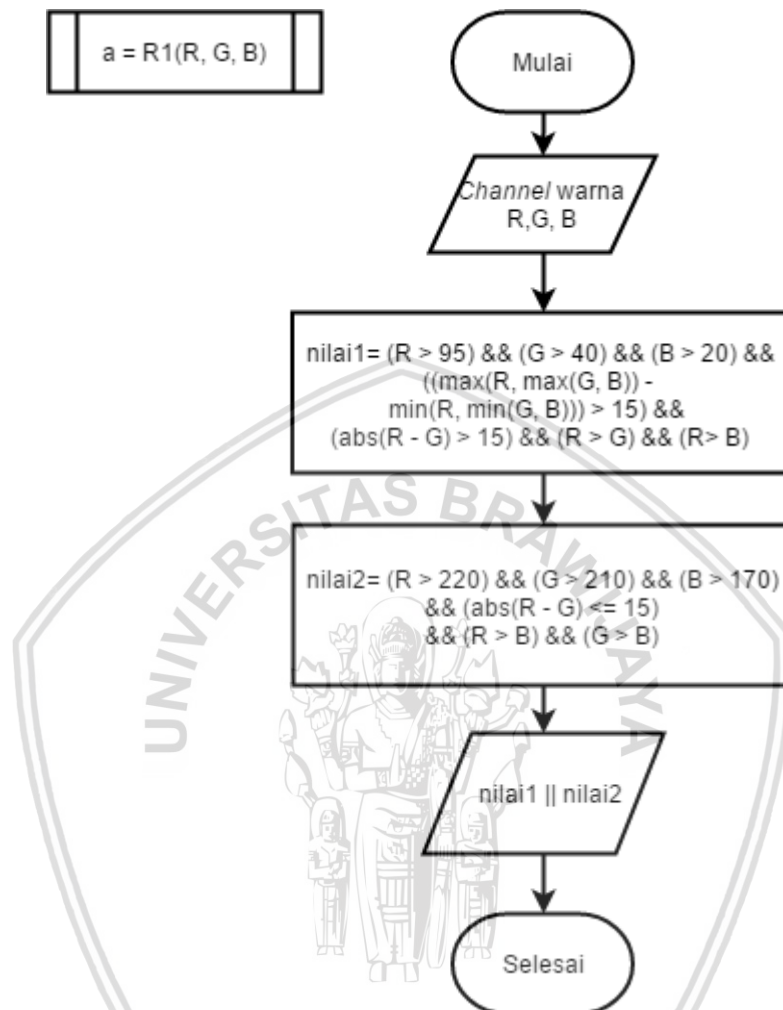 a = R1(R, G, B)
Mulai
Channel warna
R,G, B
nilai1= (R > 95) && (G > 40) && (B > 20) &&
((max(R, max(G, B)) -
min(R, min(G, B))) > 15) &&
(abs(R - G) > 15) && (R > G) && (R> B)
nilai2= (R > 220) && (G > 210) && (B > 170)
&& (abs(R - G) <= 15)
&& (R > B) && (G > B)
nilai1 || nilai2
Selesai
UNIVERSITAS BRAWIJAYA